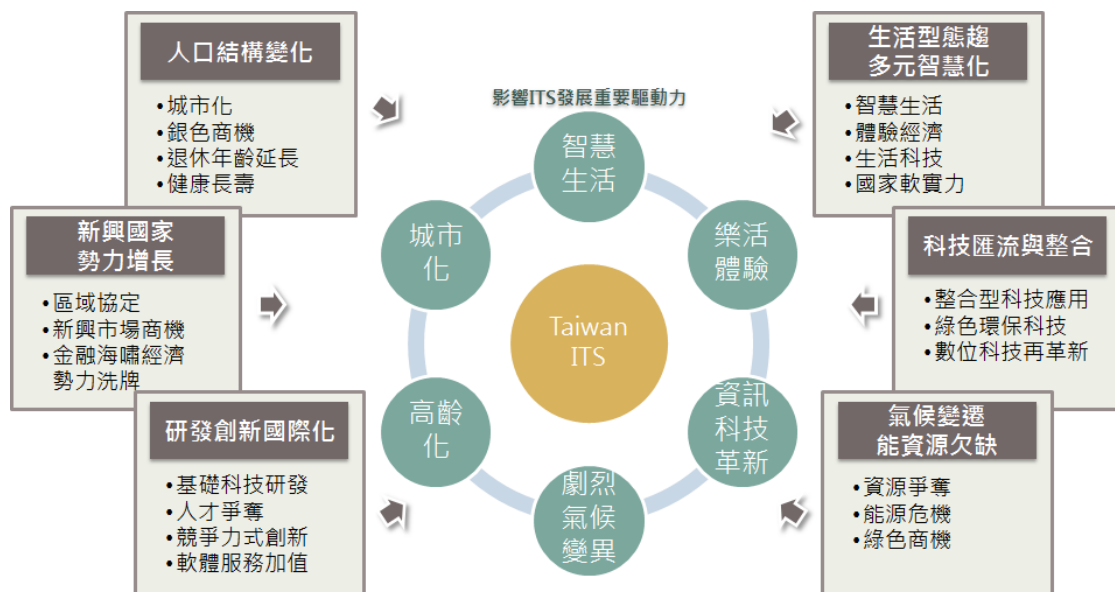 人口結構變化
•城市化
•銀色商機
•退休年齡延長
•健康長壽
新興國家
勢力增長
•區域協定
•新興市場商機
•金融海嘯經濟
勢力洗牌
研發創新國際化
•基礎科技研發
•人才爭奪
•競爭力式創新
•軟體服務加值
影響ITS發展重要驅動力
智慧
生活
樂活
體驗
資訊
科技
革新
劇烈
氣候
變異
高齡
化
城市
化
Taiwan
ITS
生活型態趨
多元智慧化
•智慧生活
•體驗經濟
•生活科技
•國家軟實力
科技匯流與整合
•整合型科技應用
•綠色環保科技
•數位科技再革新
氣候變遷
能資源欠缺
•資源爭奪
•能源危機
•綠色商機